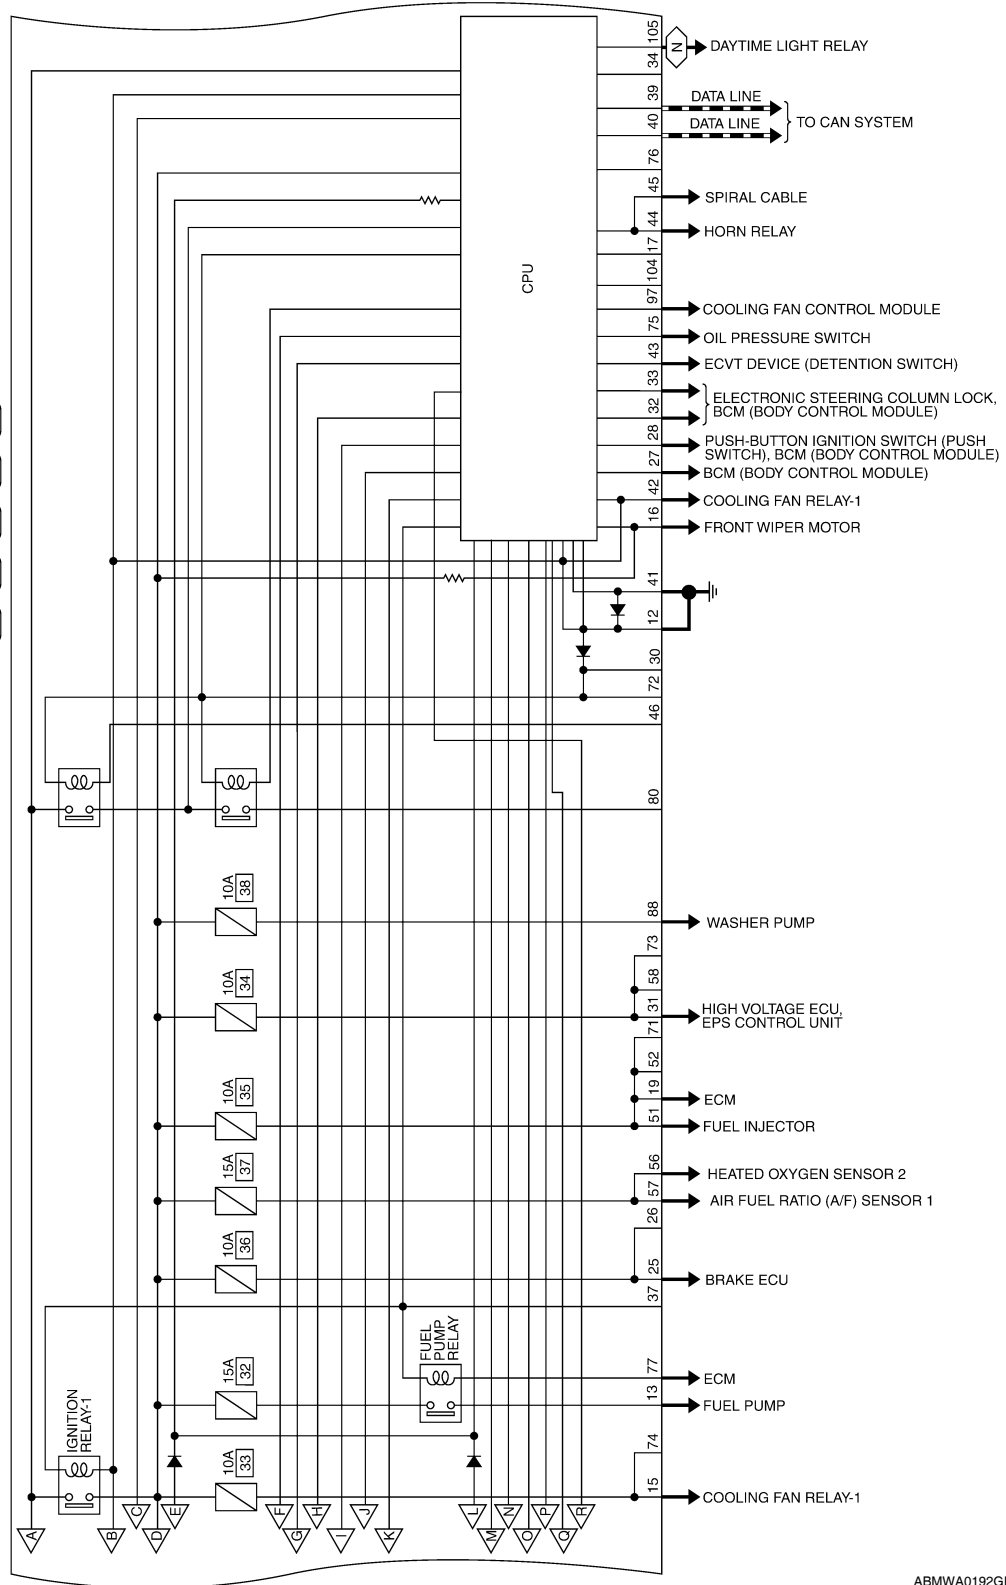 105
N
DAYTIME LIGHT RELAY
34
39
DATA LINE
40
DATA LINE
TO CAN SYSTEM
76
45
SPIRAL CABLE
44
HORN RELAY
17
104
CPU
97
COOLING FAN CONTROL MODULE
75
OIL PRESSURE SWITCH
43
ECVT DEVICE (DETENTION SWITCH)
33
ELECTRONIC STEERING COLUMN LOCK,
BCM (BODY CONTROL MODULE)
32
28
PUSH-BUTTON IGNITION SWITCH (PUSH
SWITCH), BCM (BODY CONTROL MODULE)
27
BCM (BODY CONTROL MODULE)
42
COOLING FAN RELAY-1
16
FRONT WIPER MOTOR
41
12
30
72
46
80
10A
38
88
WASHER PUMP
73
10A
34
58
31
HIGH VOLTAGE ECU,
EPS CONTROL UNIT
71
52
10A
35
19
ECM
51
FUEL INJECTOR
15A
37
56
HEATED OXYGEN SENSOR 2
57
AIR FUEL RATIO (A/F) SENSOR 1
26
10A
36
25
BRAKE ECU
37
FUEL
PUMP
RELAY
15A
32
77
ECM
13
FUEL PUMP
IGNITION
RELAY-1
74
10A
33
15
COOLING FAN RELAY-1
A
B
C
D
E
F
G
H
I
J
K
L
M
N
O
P
Q
R